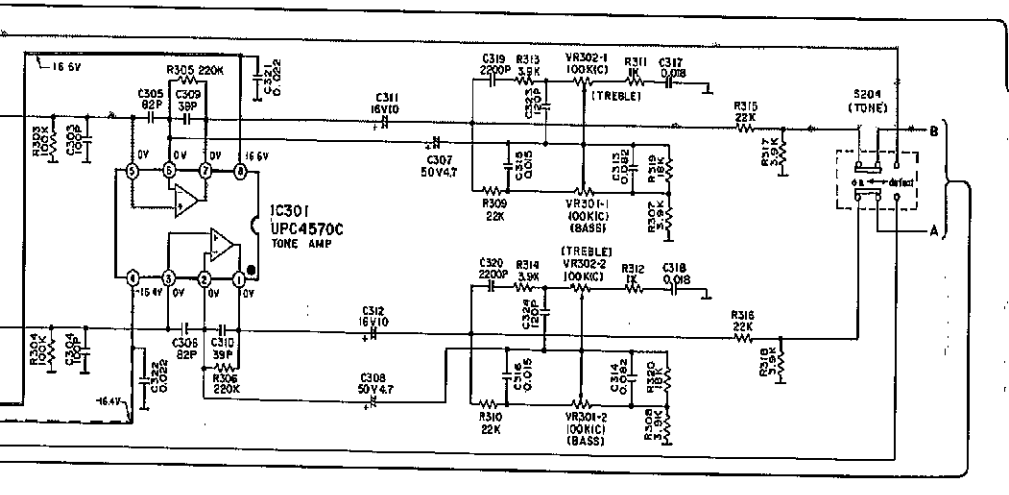 16 6V
R305 220K
C321
0.022
C305
82P
C309
39P
C311
16V10
C319
2200P
R313
3.9K
VR302-1
100K(C)
R311
1K
C317
0.018
(TREBLE)
C323
120P
R315
22K
S204
(TONE)
B
R303
100K
C303
100P
0V
0V
0V
16 6V
5
6
7
8
C307
50V4.7
C315
0.015
C313
0.082
R319
18K
R317
3.9K
on
defect
R309
22K
VR301-1
100K(C)
(BASS)
R307
3.9K
A
IC301
UPC4570C
TONE AMP
4
3
2
1
-16.4V
0V
0V
0V
(TREBLE)
VR302-2
100K(C)
C320
2200P
R314
3.9K
R312
1K
C318
0.018
C324
120P
C312
16V10
R316
22K
R304
100K
C304
100P
C306
82P
C310
39P
R306
220K
C322
0.022
-16.4V
C308
50V4.7
C316
0.015
C314
0.082
R320
18K
R318
3.9K
R310
22K
VR301-2
100K(C)
(BASS)
R308
3.9K